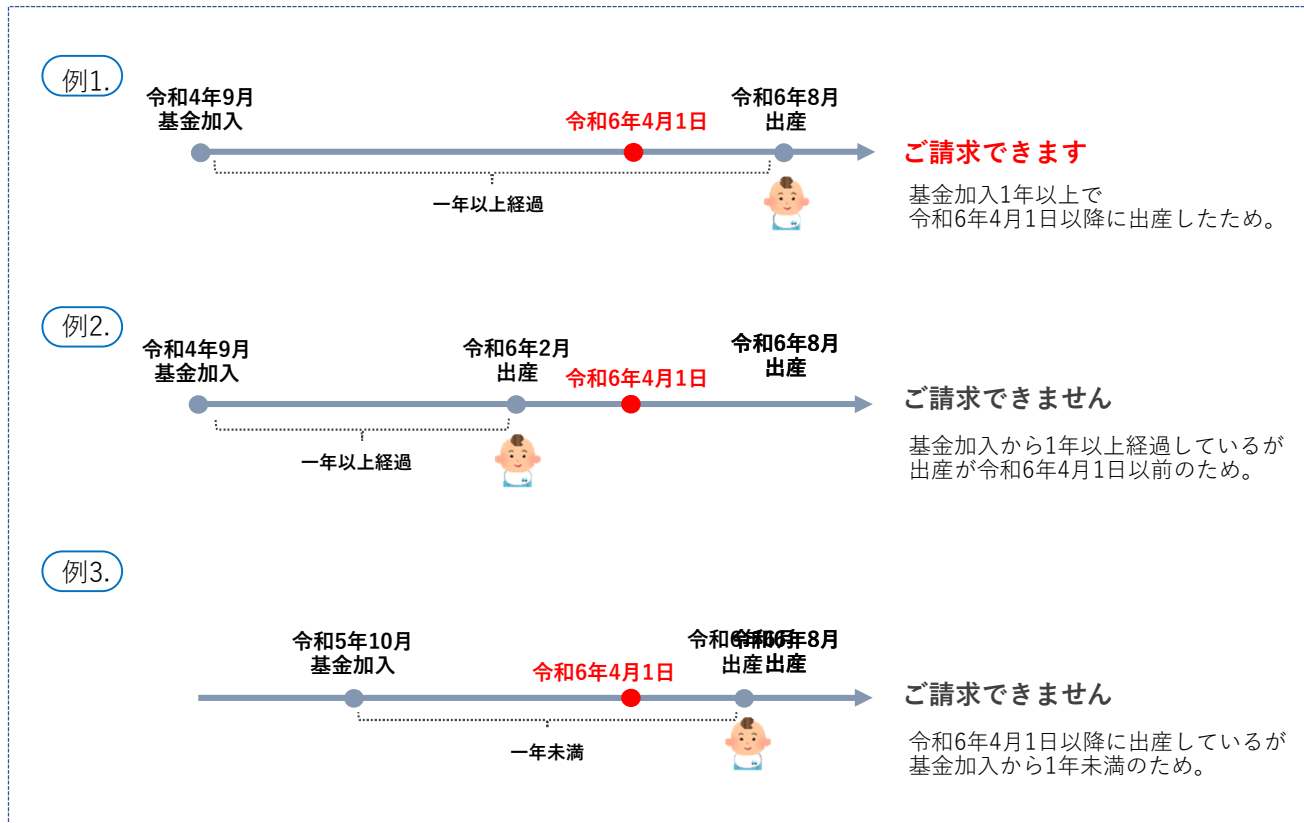 例1.
令和4年9月
基金加入
令和6年4月1日
令和6年8月
出産
一年以上経過
ご請求できます
基金加入1年以上で
令和6年4月1日以降に出産したため。
例2.
令和4年9月
基金加入
令和6年2月
出産
令和6年4月1日
令和6年8月
出産
一年以上経過
ご請求できません
基金加入から1年以上経過しているが
出産が令和6年4月1日以前のため。
例3.
令和5年10月
基金加入
令和6年4月1日
出産
令和6年8月
出産
一年未満
ご請求できません
令和6年4月1日以降に出産しているが
基金加入から1年未満のため。